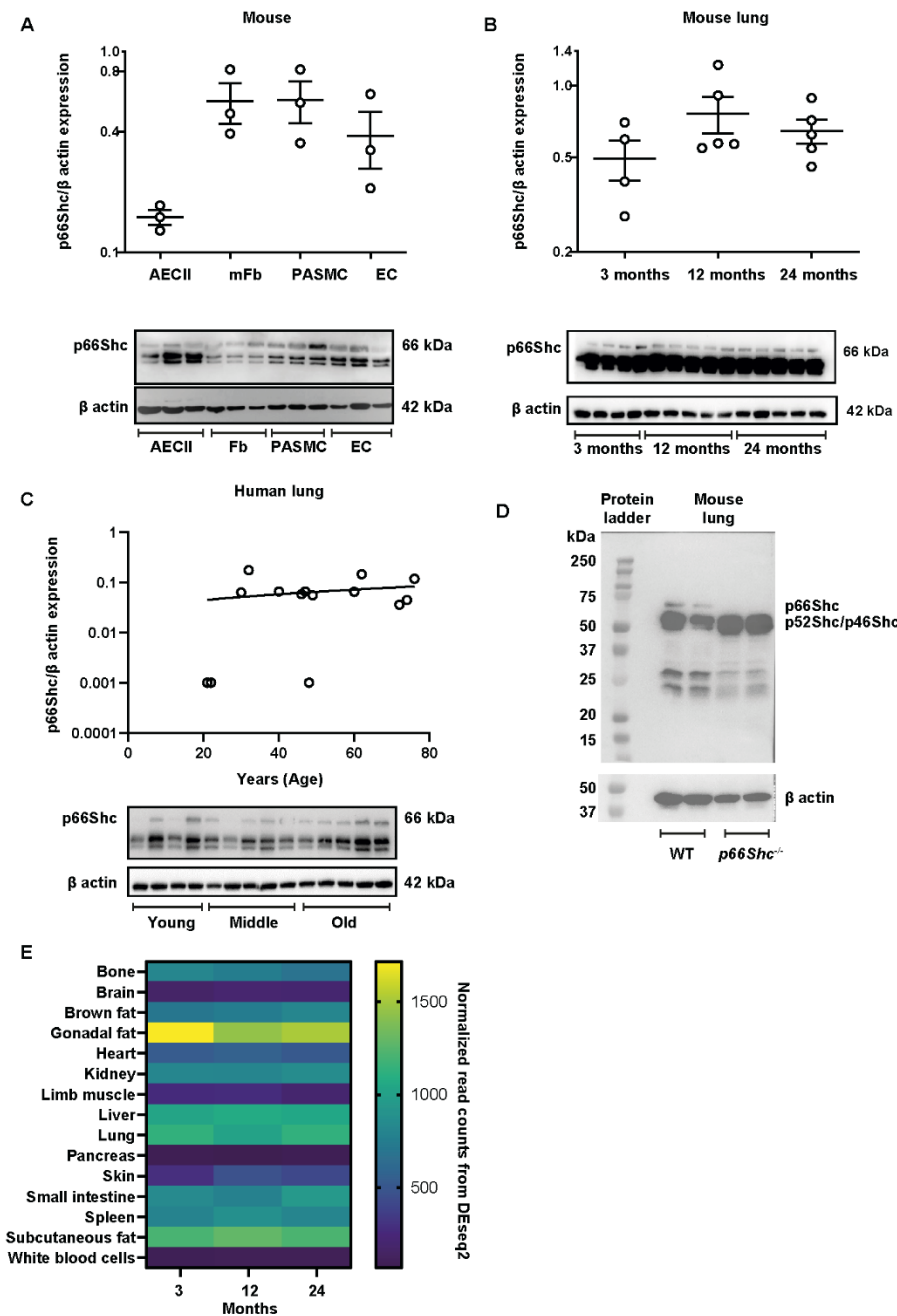 A
Mouse
p66Shc/β actin expression
1.0
0.8
0.4
0.1
AECII mFb PASMC EC
p66Shc
66 kDa
β actin
42 kDa
AECII Fb PASMC EC
B
Mouse lung
p66Shc/β actin expression
1.4
1.0
0.5
0.2
3 months 12 months 24 months
p66Shc
66 kDa
β actin
42 kDa
3 months 12 months 24 months
C
Human lung
p66Shc/β actin expression
1
0.1
0.01
0.001
0.0001
0 20 40 60 80
Years (Age)
p66Shc
66 kDa
β actin
42 kDa
Young Middle Old
D
Protein
ladder
Mouse
lung
kDa
250
75
50
37
25
20
15
p66Shc
p52Shc/p46Shc
50
37
β actin
WT p66Shc-/-
E
Bone
Brain
Brown fat
Gonadal fat
Heart
Kidney
Limb muscle
Liver
Lung
Pancreas
Skin
Small intestine
Spleen
Subcutaneous fat
White blood cells
3 12 24
Months
1500
1000
500
Normalized read counts from DEseq2